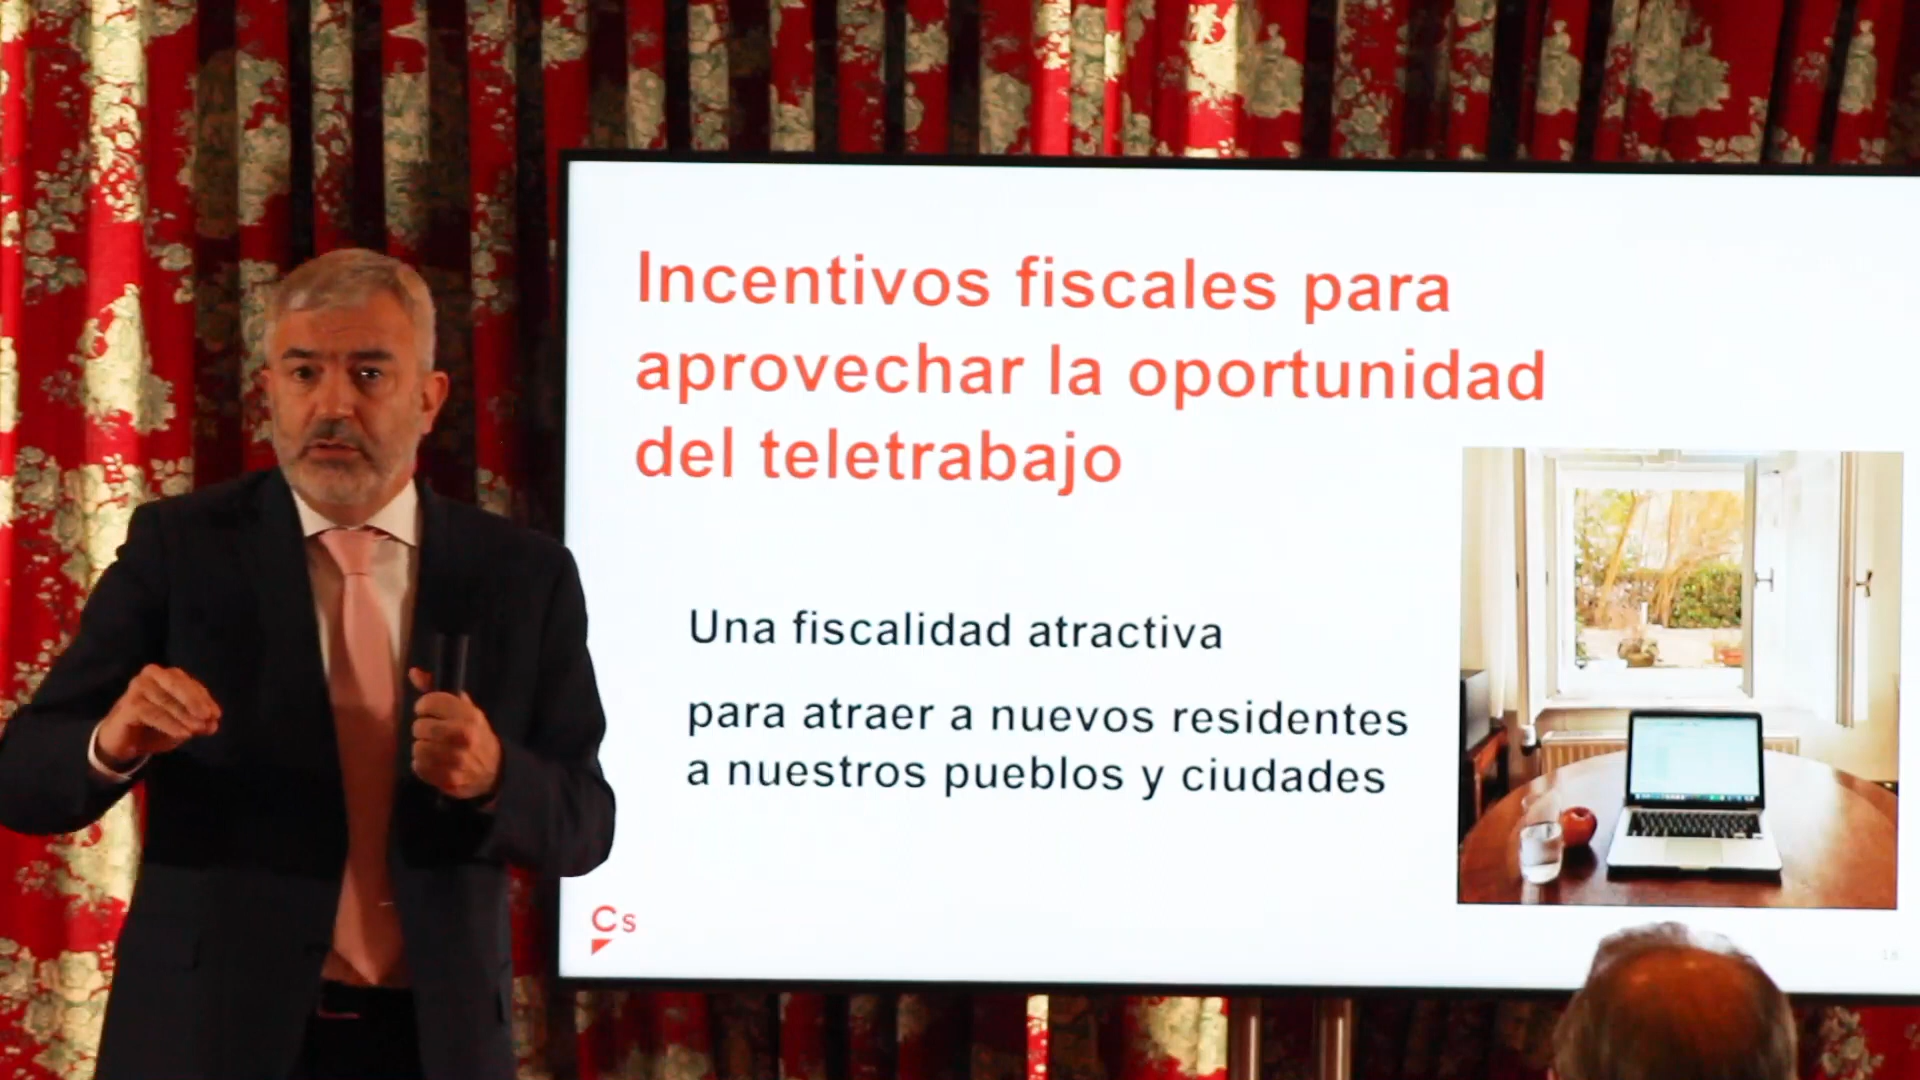 Incentivos fiscales para
aprovechar la oportunidad
del teletrabajo
Una fiscalidad atractiva
para atraer a nuevos residentes
a nuestros pueblos y ciudades
Cs
18